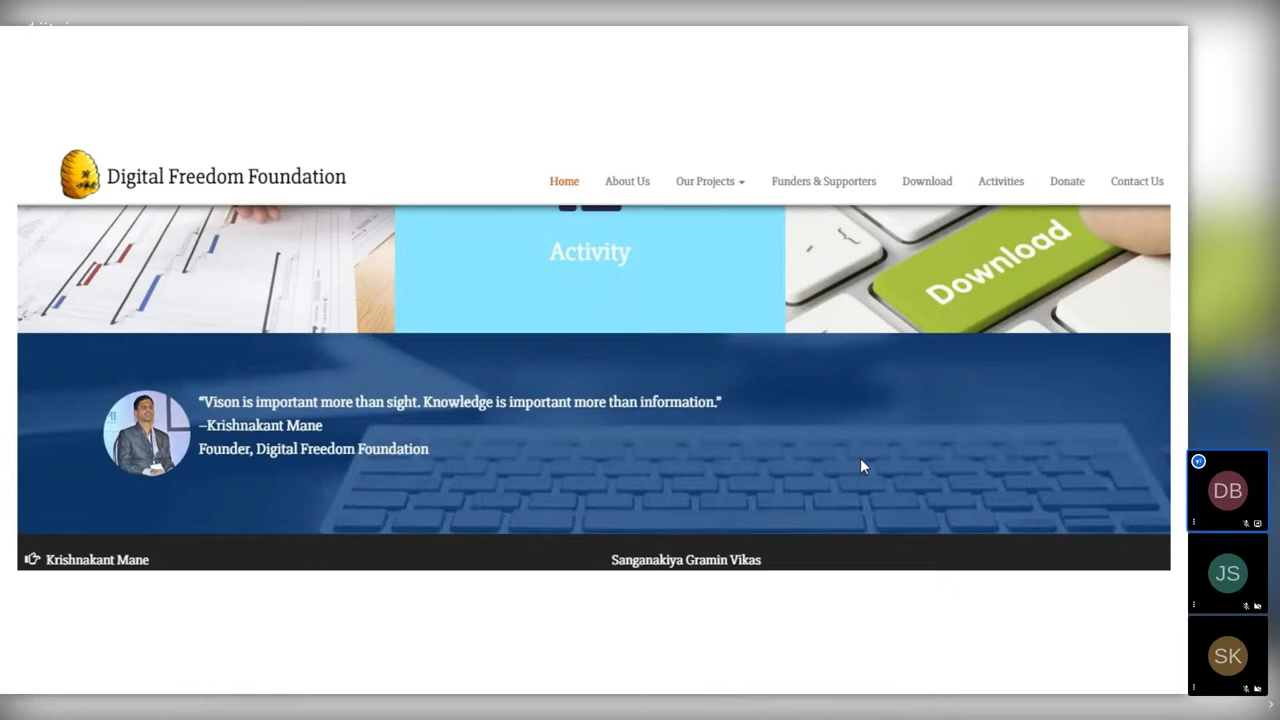 Digital Freedom Foundation
Home About Us Our Projects Funders & Supporters Download Activities Donate Contact Us
Activity
Download
“Vison is important more than sight. Knowledge is important more than information.”
–Krishnakant Mane
Founder, Digital Freedom Foundation
Krishnakant Mane
Sanganakiya Gramin Vikas
DB
JS
SK